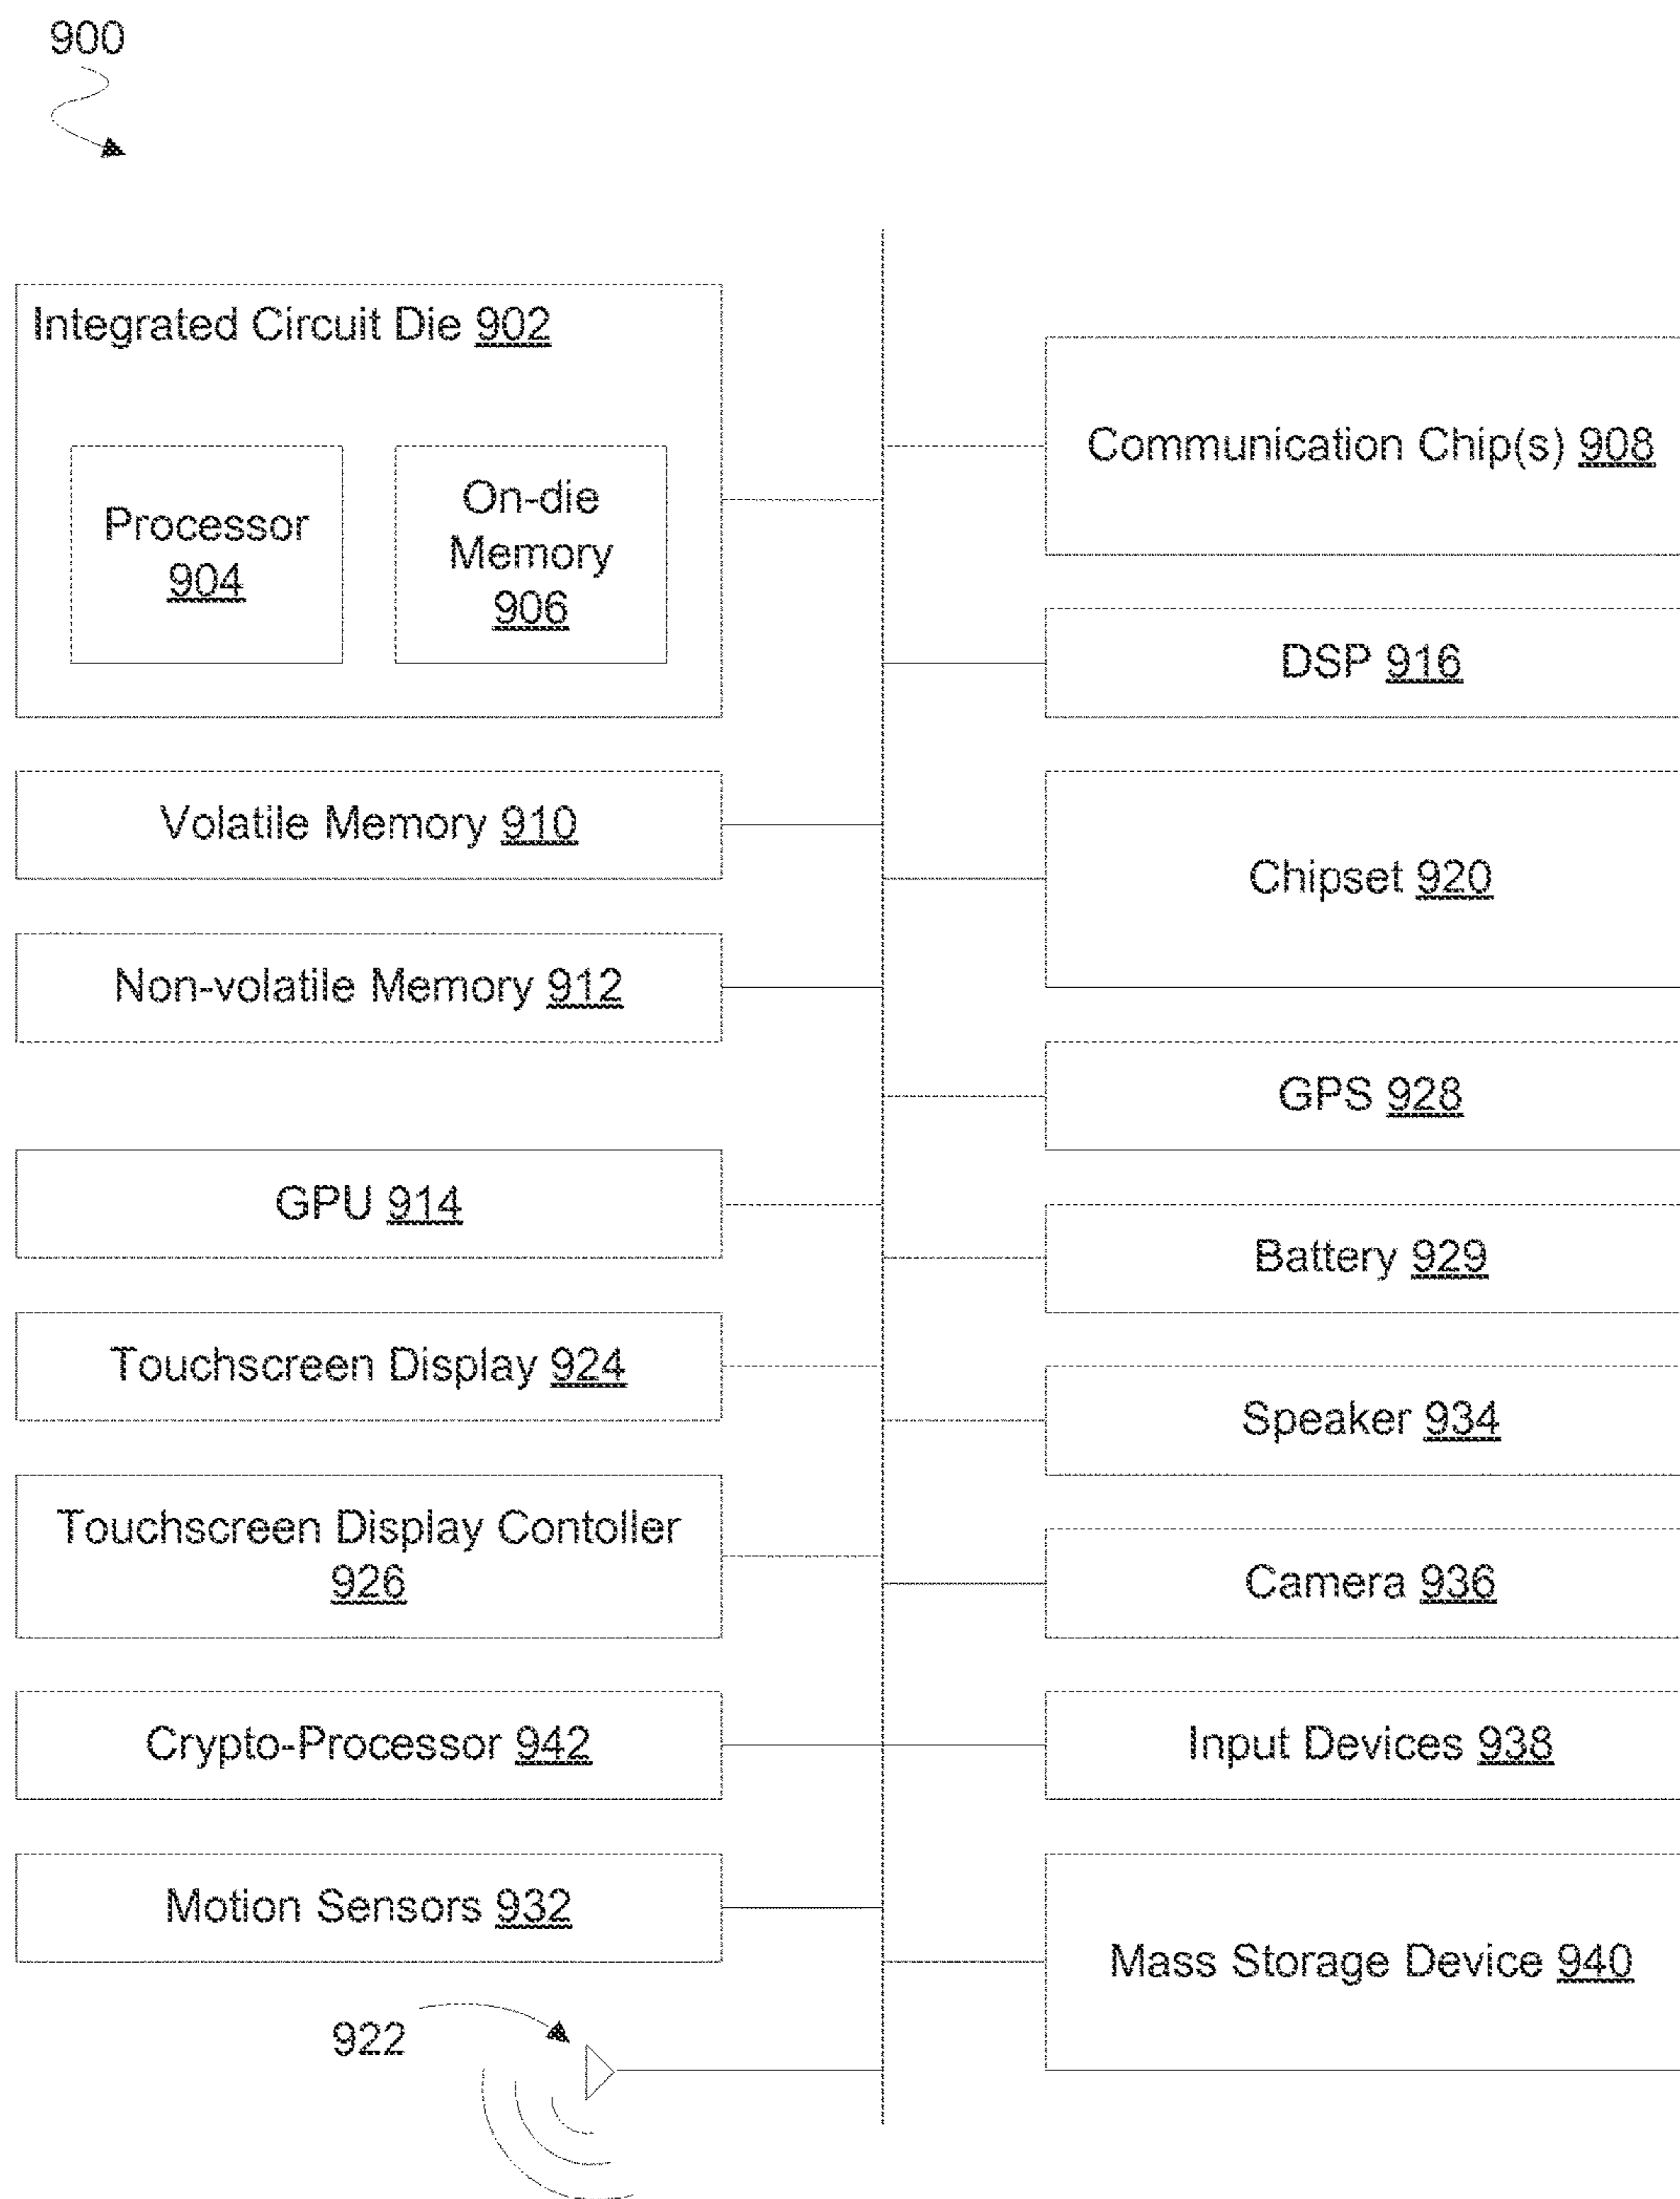 900
Integrated Circuit Die 902
Processor
904
On-die
Memory
906
Volatile Memory 910
Non-volatile Memory 912
GPU 914
Touchscreen Display 924
Touchscreen Display Contoller
926
Crypto-Processor 942
Motion Sensors 932
922
Communication Chip(s) 908
DSP 916
Chipset 920
GPS 928
Battery 929
Speaker 934
Camera 936
Input Devices 938
Mass Storage Device 940